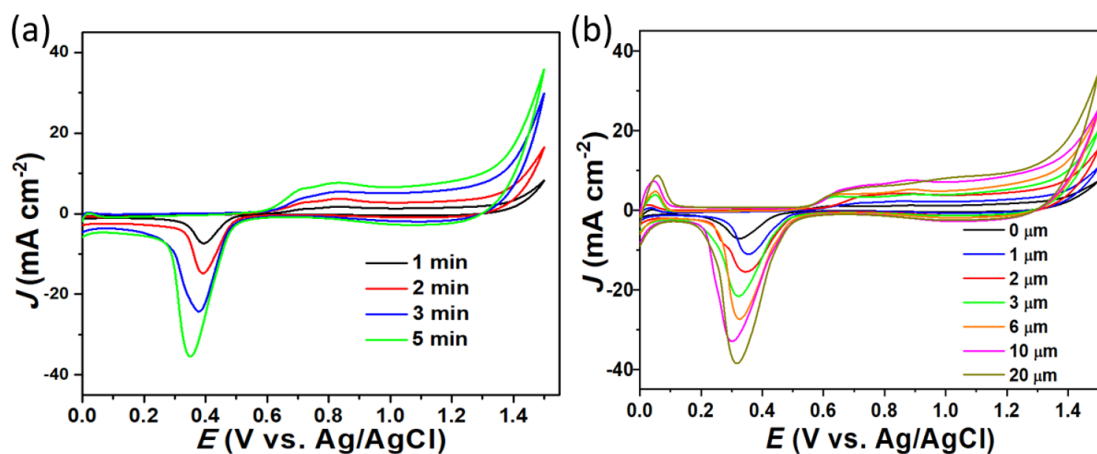 (a)
J (mA cm-2)
40
20
0
-20
-40
1 min
2 min
3 min
5 min
0.0 0.2 0.4 0.6 0.8 1.0 1.2 1.4
E (V vs. Ag/AgCl)
(b)
J (mA cm-2)
40
20
0
-20
-40
0 μm
1 μm
2 μm
3 μm
6 μm
10 μm
20 μm
0.0 0.2 0.4 0.6 0.8 1.0 1.2 1.4
E (V vs. Ag/AgCl)